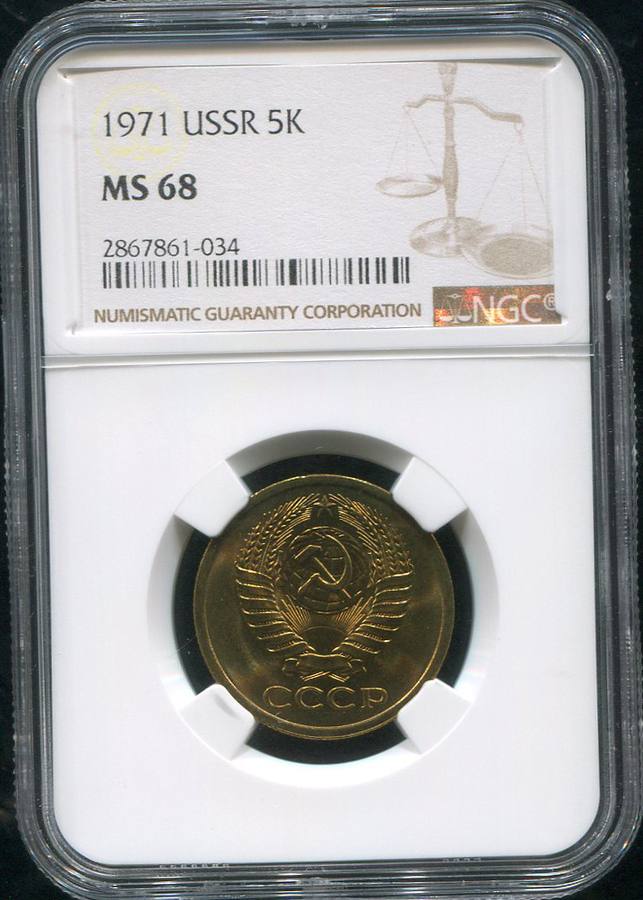 1971 USSR 5K
MS 68
2867861-034
NUMISMATIC GUARANTY CORPORATION
NGC®
СССР